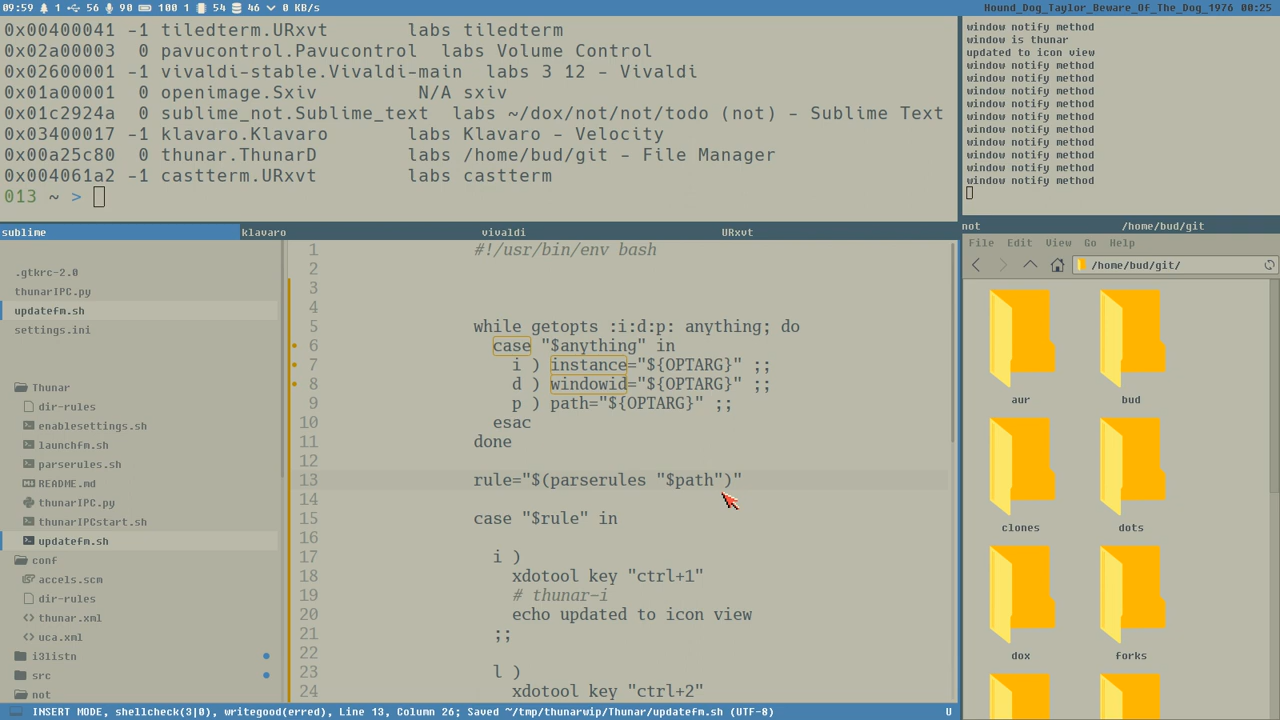 09:59 1 56 90 100 1 54 46 0 KB/s
Hound_Dog_Taylor_Beware_Of_The_Dog_1976 00:25
0x00400041 -1 tiledterm.URxvt labs tiledterm
0x02a00003 0 pavucontrol.Pavucontrol labs Volume Control
0x02600001 -1 vivaldi-stable.Vivaldi-main labs 3 12 - Vivaldi
0x01a00001 0 openimage.Sxiv N/A sxiv
0x01c2924a 0 sublime_not.Sublime_text labs ~/dox/not/not/todo (not) - Sublime Text
0x03400017 -1 klavaro.Klavaro labs Klavaro - Velocity
0x00a25c80 0 thunar.ThunarD labs /home/bud/git - File Manager
0x004061a2 -1 castterm.URxvt labs castterm
013 ~ >
window notify method
window is thunar
updated to icon view
window notify method
window notify method
window notify method
window notify method
window notify method
window notify method
window notify method
window notify method
window notify method
window notify method
sublime klavaro vivaldi URxvt
.gtkrc-2.0
thunarIPC.py
updatefm.sh
settings.ini
Thunar
dir-rules
enablesettings.sh
launchfm.sh
parserules.sh
README.md
thunarIPC.py
thunarIPCstart.sh
updatefm.sh
conf
accels.scm
dir-rules
<> thunar.xml
<> uca.xml
i3listn
src
not
1 #!/usr/bin/env bash
2
3
4
5 while getopts :i:d:p: anything; do
6 case "$anything" in
7 i ) instance="${OPTARG}" ;;
8 d ) windowid="${OPTARG}" ;;
9 p ) path="${OPTARG}" ;;
10 esac
11 done
12
13 rule="$(parserules "$path")"
14
15 case "$rule" in
16
17 i )
18 xdotool key "ctrl+1"
19 # thunar-i
20 echo updated to icon view
21 ;;
22
23 l )
24 xdotool key "ctrl+2"
not /home/bud/git
File Edit View Go Help
/home/bud/git/
aur bud
clones dots
dox forks
INSERT MODE, shellcheck(3|0), writegood(erred), Line 13, Column 26; Saved ~/tmp/thunarwip/Thunar/updatefm.sh (UTF-8) U